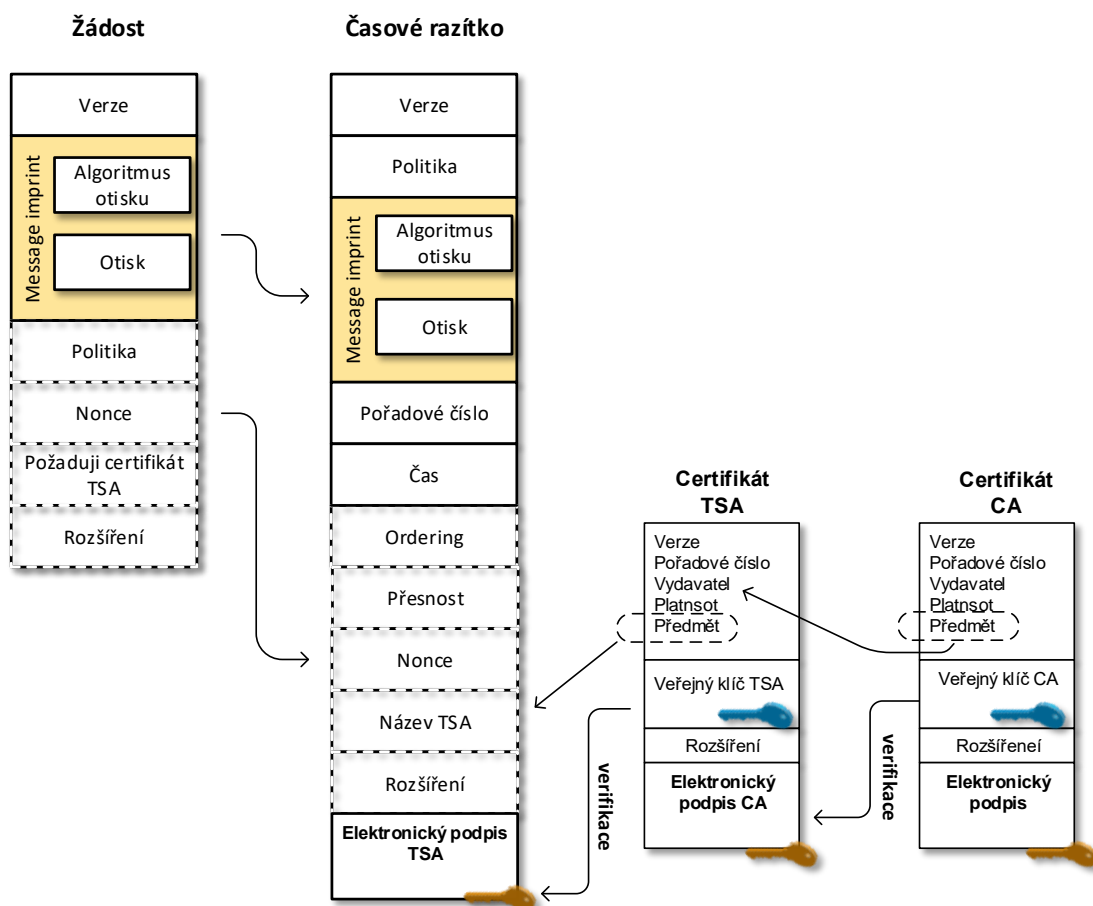 Žádost
Verze
Message imprint
Algoritmus
otisku
Otisk
Politika
Nonce
Požaduji certifikát
TSA
Rozšíření
Časové razítko
Verze
Politika
Message imprint
Algoritmus
otisku
Otisk
Pořadové číslo
Čas
Ordering
Přesnost
Nonce
Název TSA
Rozšíření
Elektronický podpis
TSA
verifikace
Certifikát
TSA
Verze
Pořadové číslo
Vydavatel
Platnsot
Předmět
Veřejný klíč TSA
Rozšíření
Elektronický
podpis CA
verifikace
Certifikát
CA
Verze
Pořadové číslo
Vydavatel
Platnsot
Předmět
Veřejný klíč CA
Rozšířeneí
Elektronický
podpis